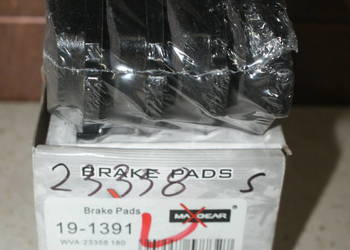 BRAKE PADS
23358 S
Brake Pads
MAXGEAR
19-1391
WVA:23358 180